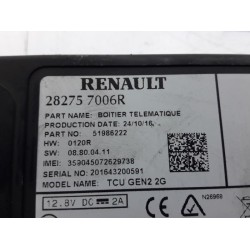 RENAULT
28275 7006R
PART NAME: BOITIER TELEMATIQUE
PRODUCTION DATE: 24/10/16
PART NO.: 51986222
HW: 0120R
SW: 08.80.04.11
IMEI: 359045072629738
SERIAL NO: 201643200591
MODEL NAME: TCU GEN2 2G
12.8V DC 2A
N26969